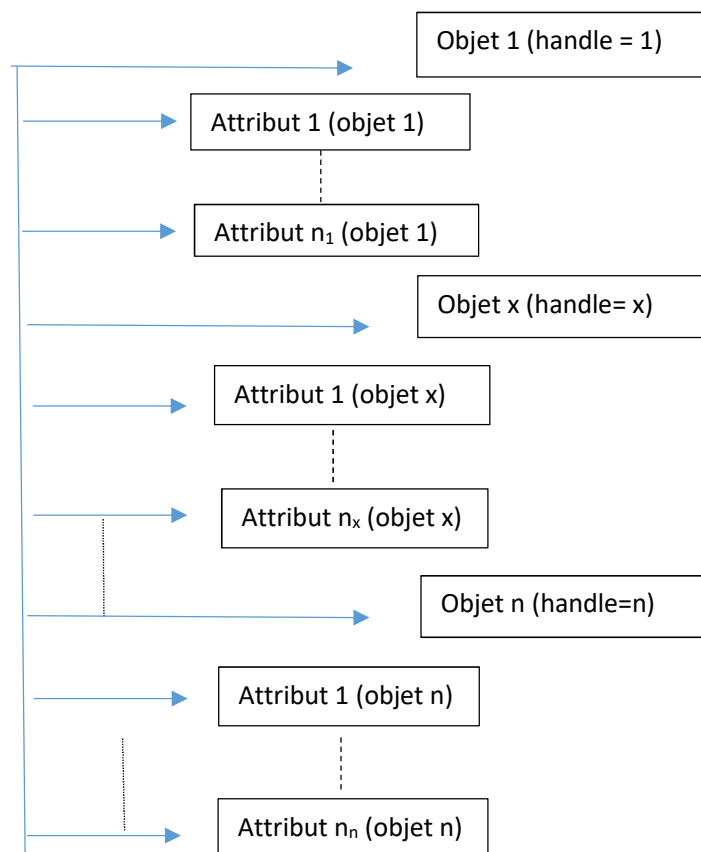 Objet 1 (handle = 1)
Attribut 1 (objet 1)
Attribut n₁ (objet 1)
Objet x (handle= x)
Attribut 1 (objet x)
Attribut nₓ (objet x)
Objet n (handle=n)
Attribut 1 (objet n)
Attribut nₙ (objet n)